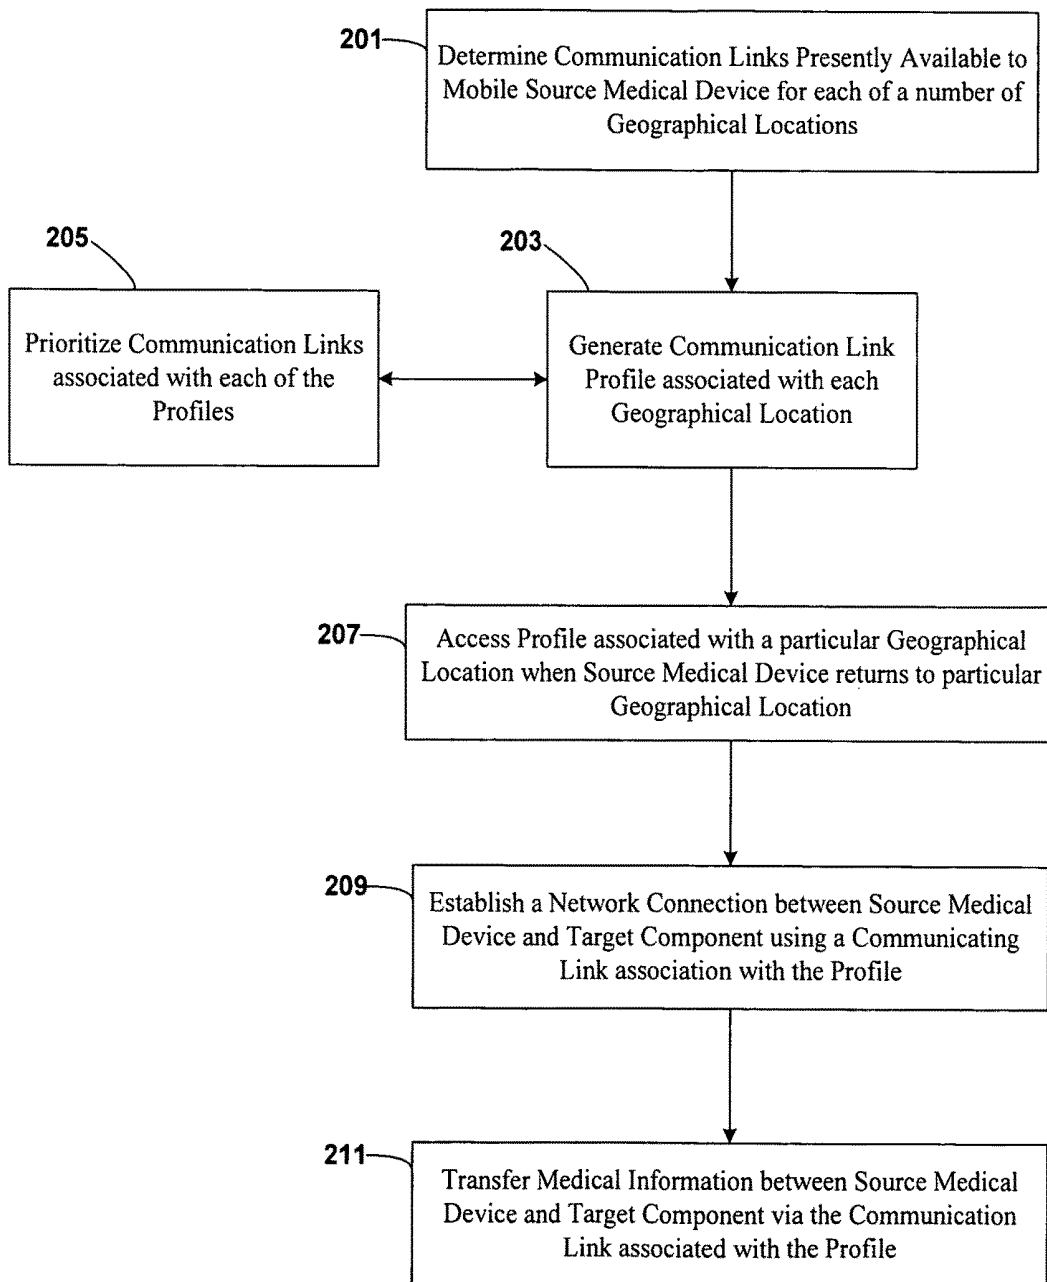 201
Determine Communication Links Presently Available to
Mobile Source Medical Device for each of a number of
Geographical Locations
205
Prioritize Communication Links
associated with each of the
Profiles
203
Generate Communication Link
Profile associated with each
Geographical Location
207
Access Profile associated with a particular Geographical
Location when Source Medical Device returns to particular
Geographical Location
209
Establish a Network Connection between Source Medical
Device and Target Component using a Communicating
Link association with the Profile
211
Transfer Medical Information between Source Medical
Device and Target Component via the Communication
Link associated with the Profile